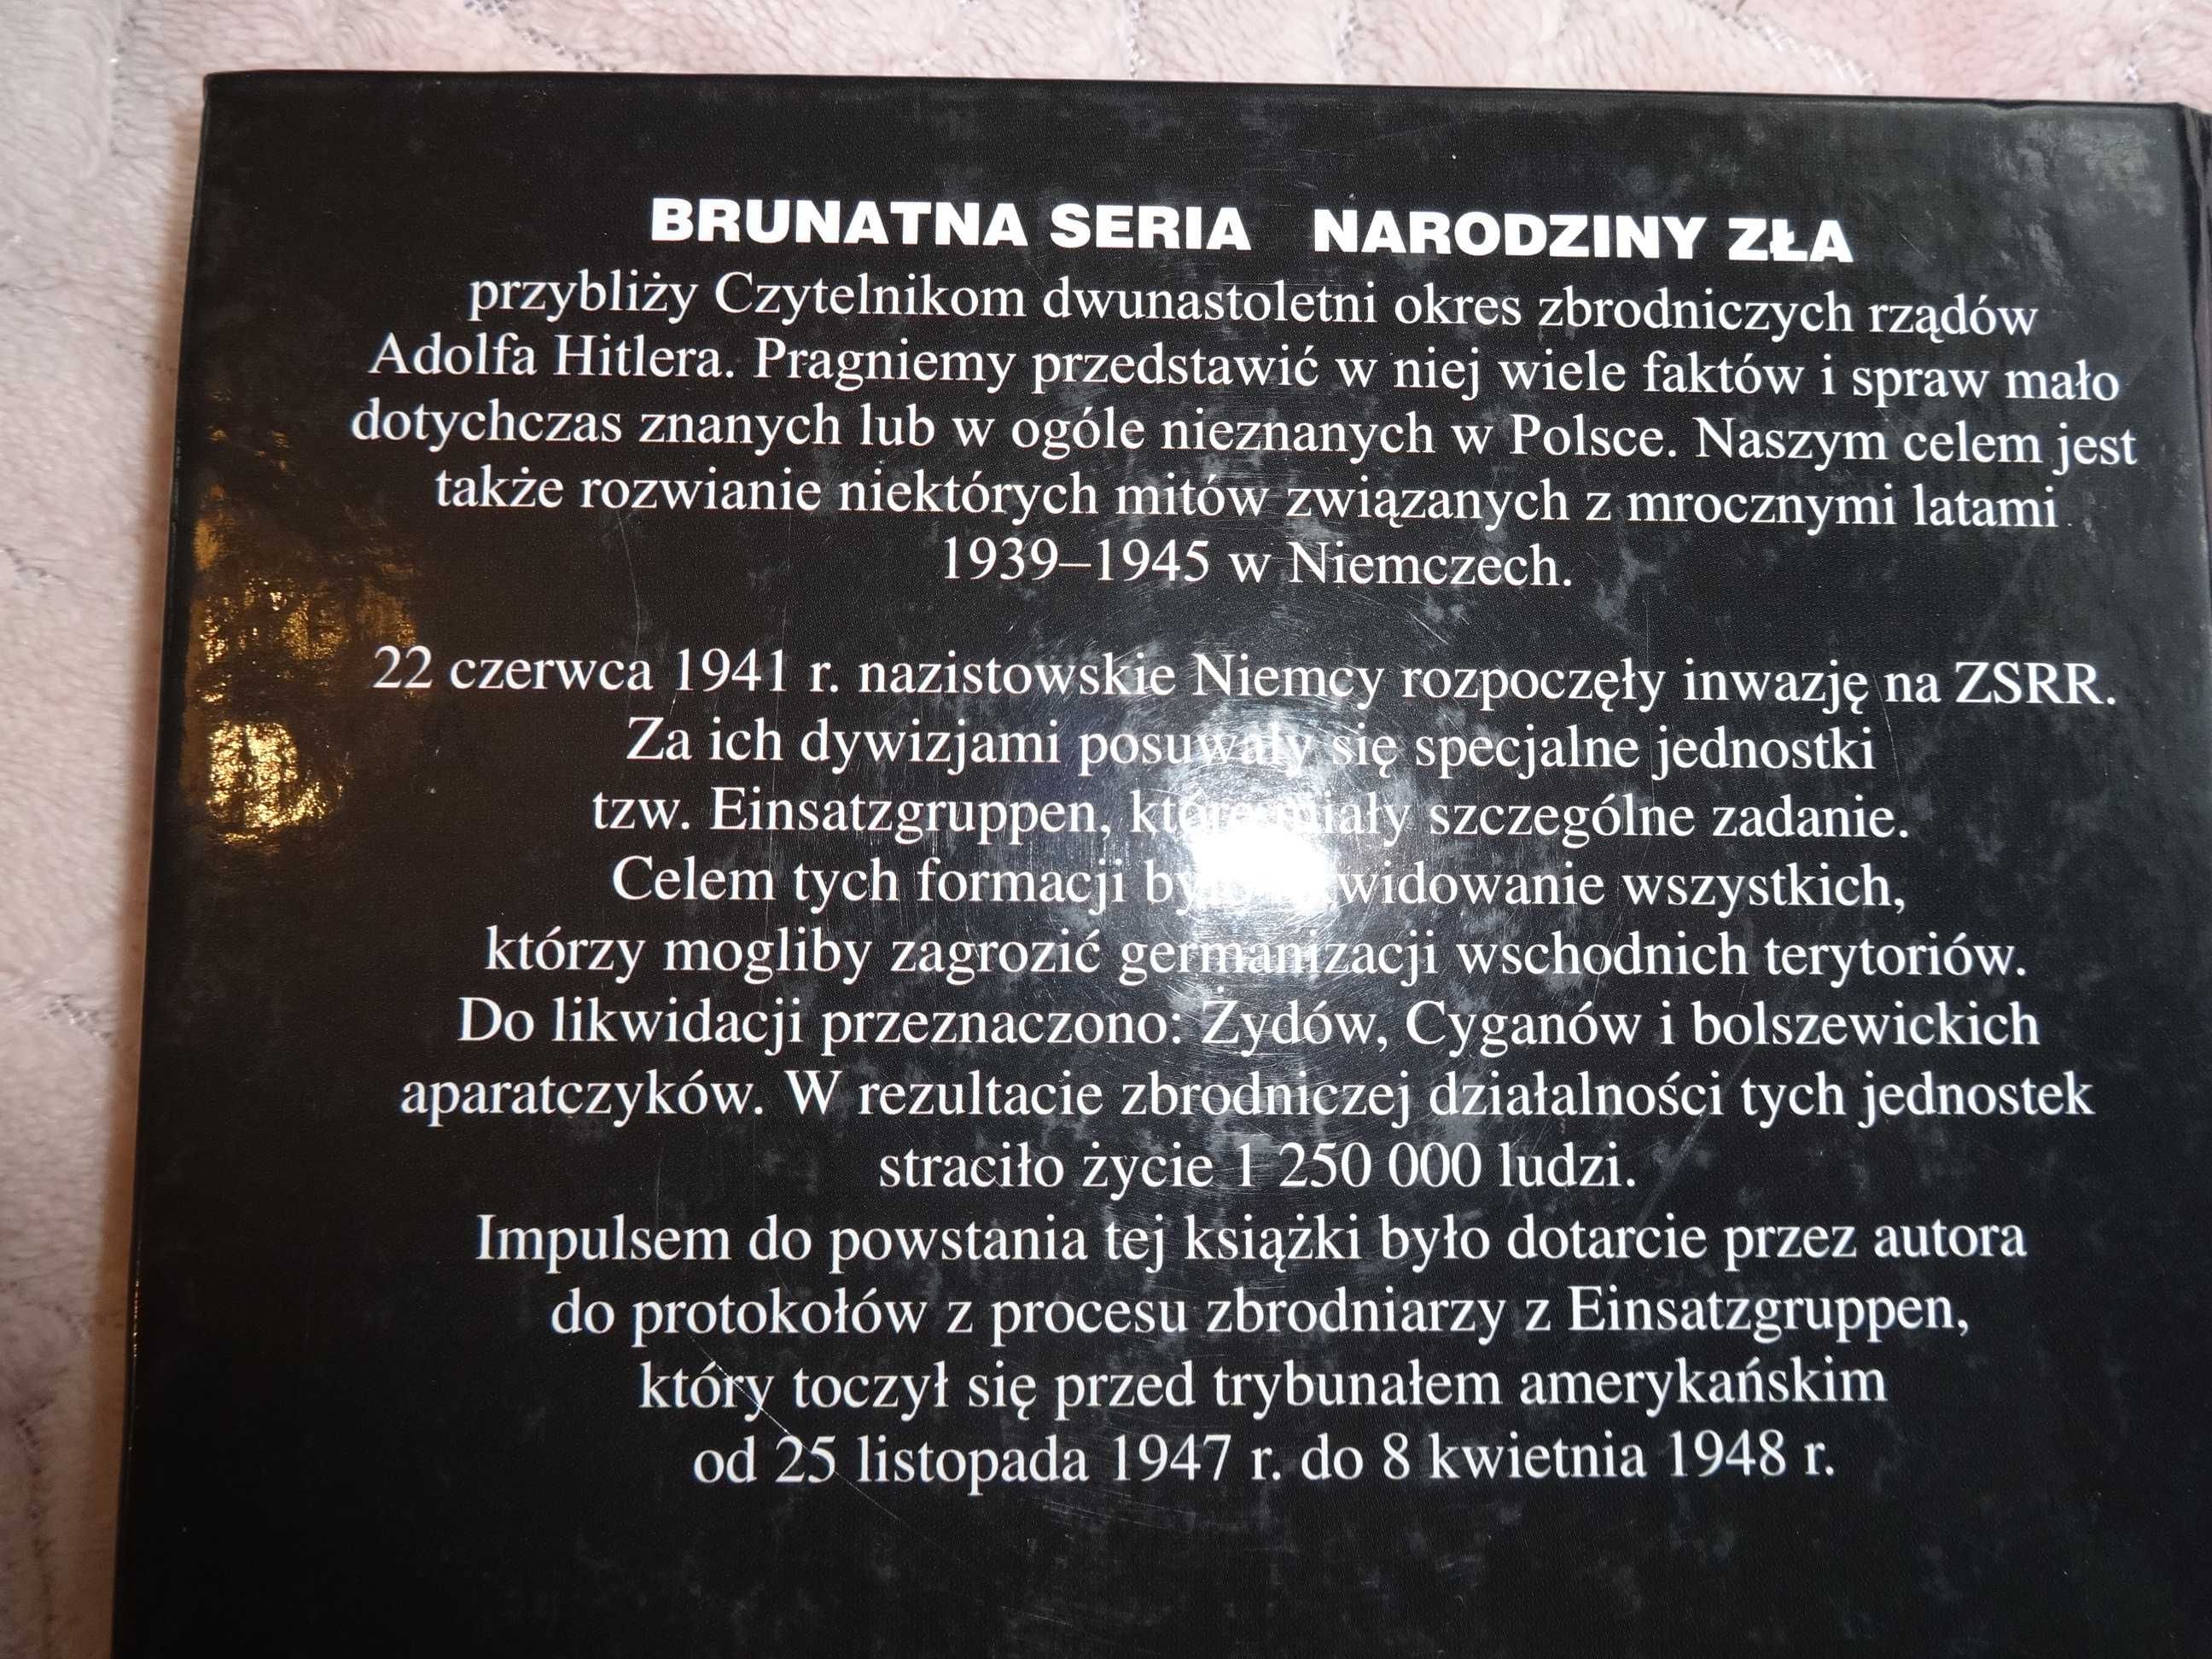 BRUNATNA SERIA NARODZINY ZŁA
przybliży Czytelnikom dwunastoletni okres zbrodniczych rządów
Adolfa Hitlera. Pragniemy przedstawić w niej wiele faktów i spraw mało
dotychczas znanych lub w ogóle nieznanych w Polsce. Naszym celem jest
także rozwianie niektórych mitów związanych z mrocznymi latami
1939–1945 w Niemczech.
22 czerwca 1941 r. nazistowskie Niemcy rozpoczęły inwazję na ZSRR.
Za ich dywizjami posuwały się specjalne jednostki
tzw. Einsatzgruppen, które miały szczególne zadanie.
Celem tych formacji wszystkich,
którzy mogliby zagrozić germanizacji wschodnich terytoriów.
Do likwidacji przeznaczono: Żydów, Cyganów i bolszewickich
aparatczyków. W rezultacie zbrodniczej działalności tych jednostek
straciło życie 1 250 000 ludzi.
Impulsem do powstania tej książki było dotarcie przez autora
do protokołów z procesu zbrodniarzy z Einsatzgruppen,
który toczył się przed trybunałem amerykańskim
od 25 listopada 1947 r. do 8 kwietnia 1948 r.